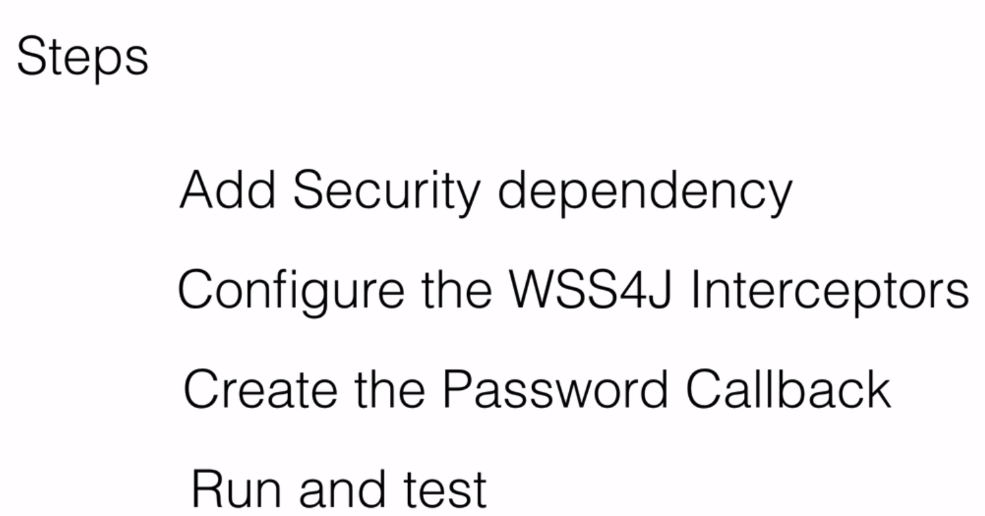 Steps
Add Security dependency
Configure the WSS4J Interceptors
Create the Password Callback
Run and test